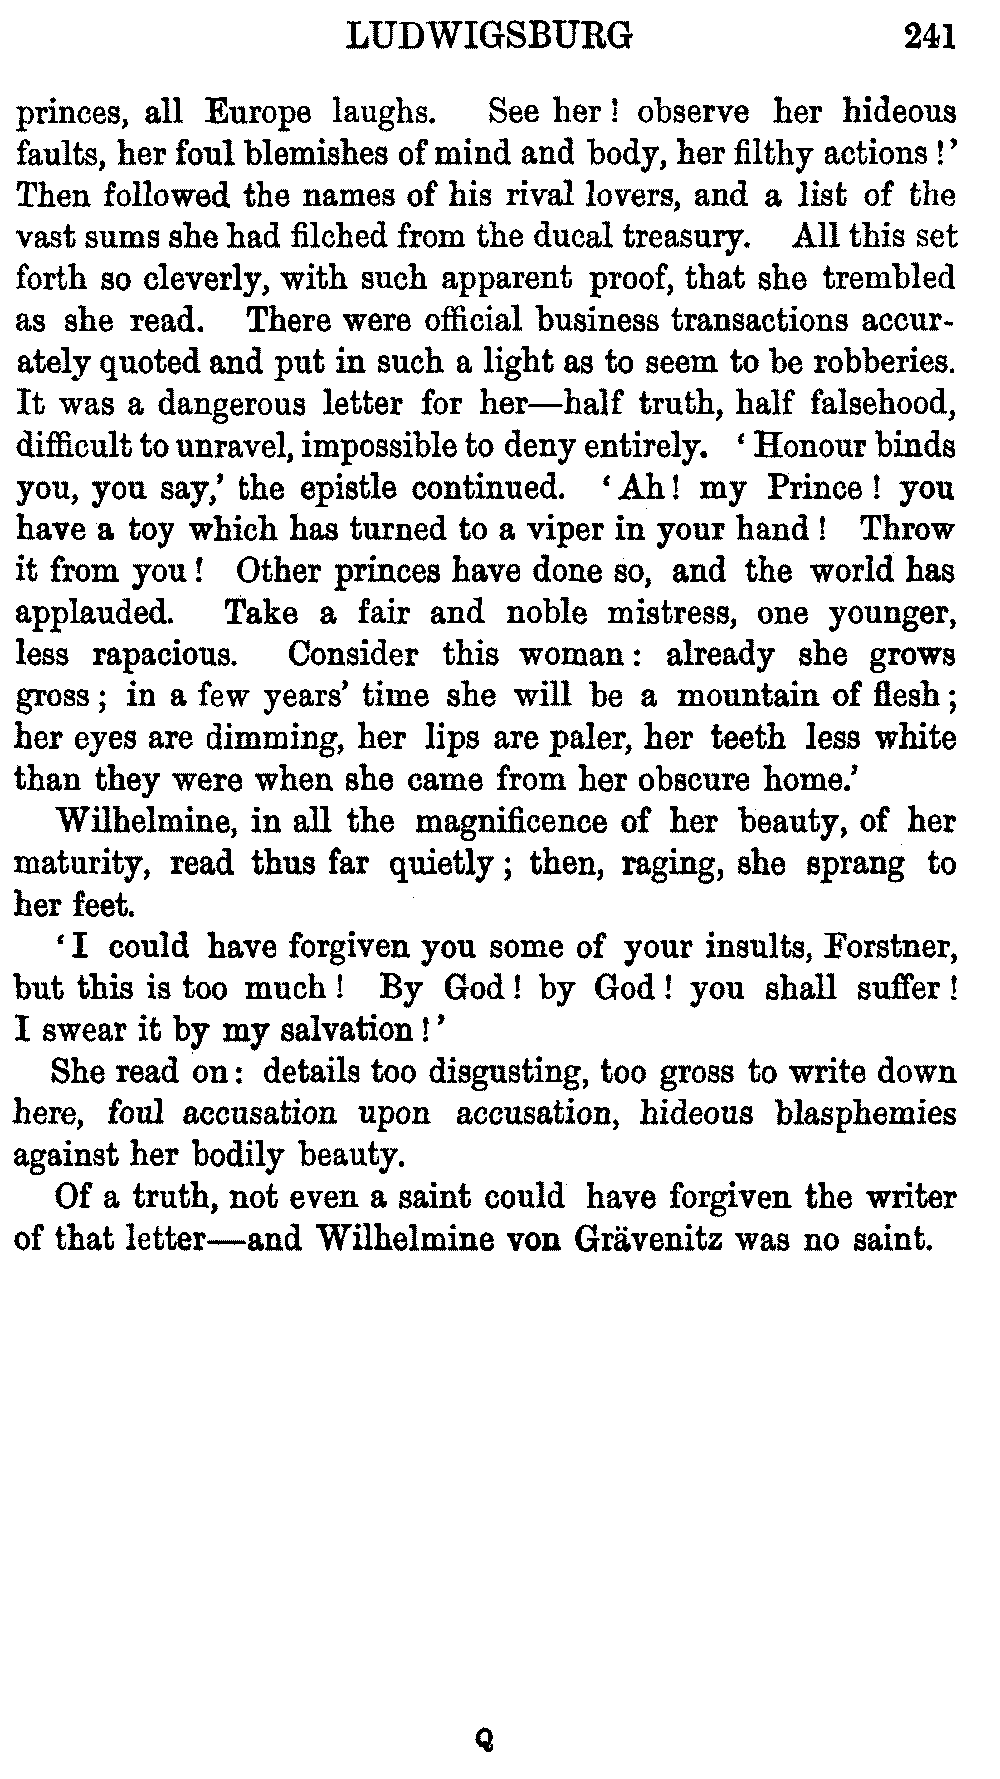 LUDWIGSBURG 241
princes, all Europe laughs. See her! observe her hideous
faults, her foul blemishes of mind and body, her filthy actions!'
Then followed the names of his rival lovers, and a list of the
vast sums she had filched from the ducal treasury. All this set
forth so cleverly, with such apparent proof, that she trembled
as she read. There were official business transactions accur-
ately quoted and put in such a light as to seem to be robberies.
It was a dangerous letter for her—half truth, half falsehood,
difficult to unravel, impossible to deny entirely. 'Honour binds
you, you say,' the epistle continued. 'Ah! my Prince! you
have a toy which has turned to a viper in your hand! Throw
it from you! Other princes have done so, and the world has
applauded. Take a fair and noble mistress, one younger,
less rapacious. Consider this woman: already she grows
gross; in a few years' time she will be a mountain of flesh;
her eyes are dimming, her lips are paler, her teeth less white
than they were when she came from her obscure home.'
Wilhelmine, in all the magnificence of her beauty, of her
maturity, read thus far quietly; then, raging, she sprang to
her feet.
'I could have forgiven you some of your insults, Forstner,
but this is too much! By God! by God! you shall suffer!
I swear it by my salvation!'
She read on: details too disgusting, too gross to write down
here, foul accusation upon accusation, hideous blasphemies
against her bodily beauty.
Of a truth, not even a saint could have forgiven the writer
of that letter—and Wilhelmine von Grävenitz was no saint.
Q